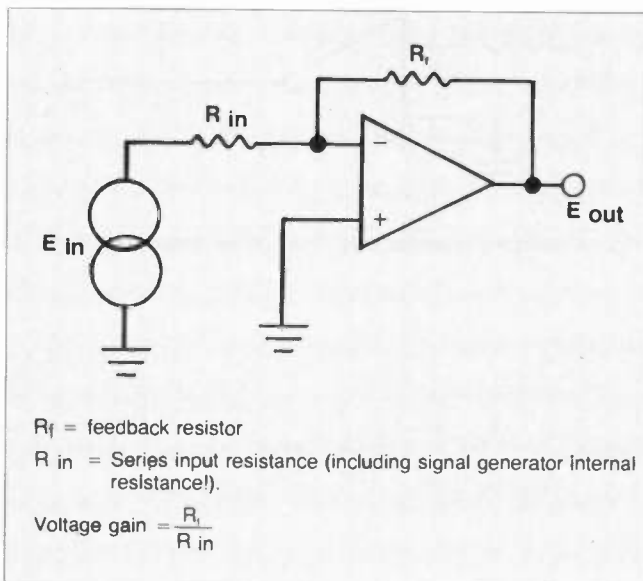 Rf
R in
−
+
E in
E out
Rf = feedback resistor
R in = Series input resistance (including signal generator internal
resistance!).
Voltage gain = Rf
R in